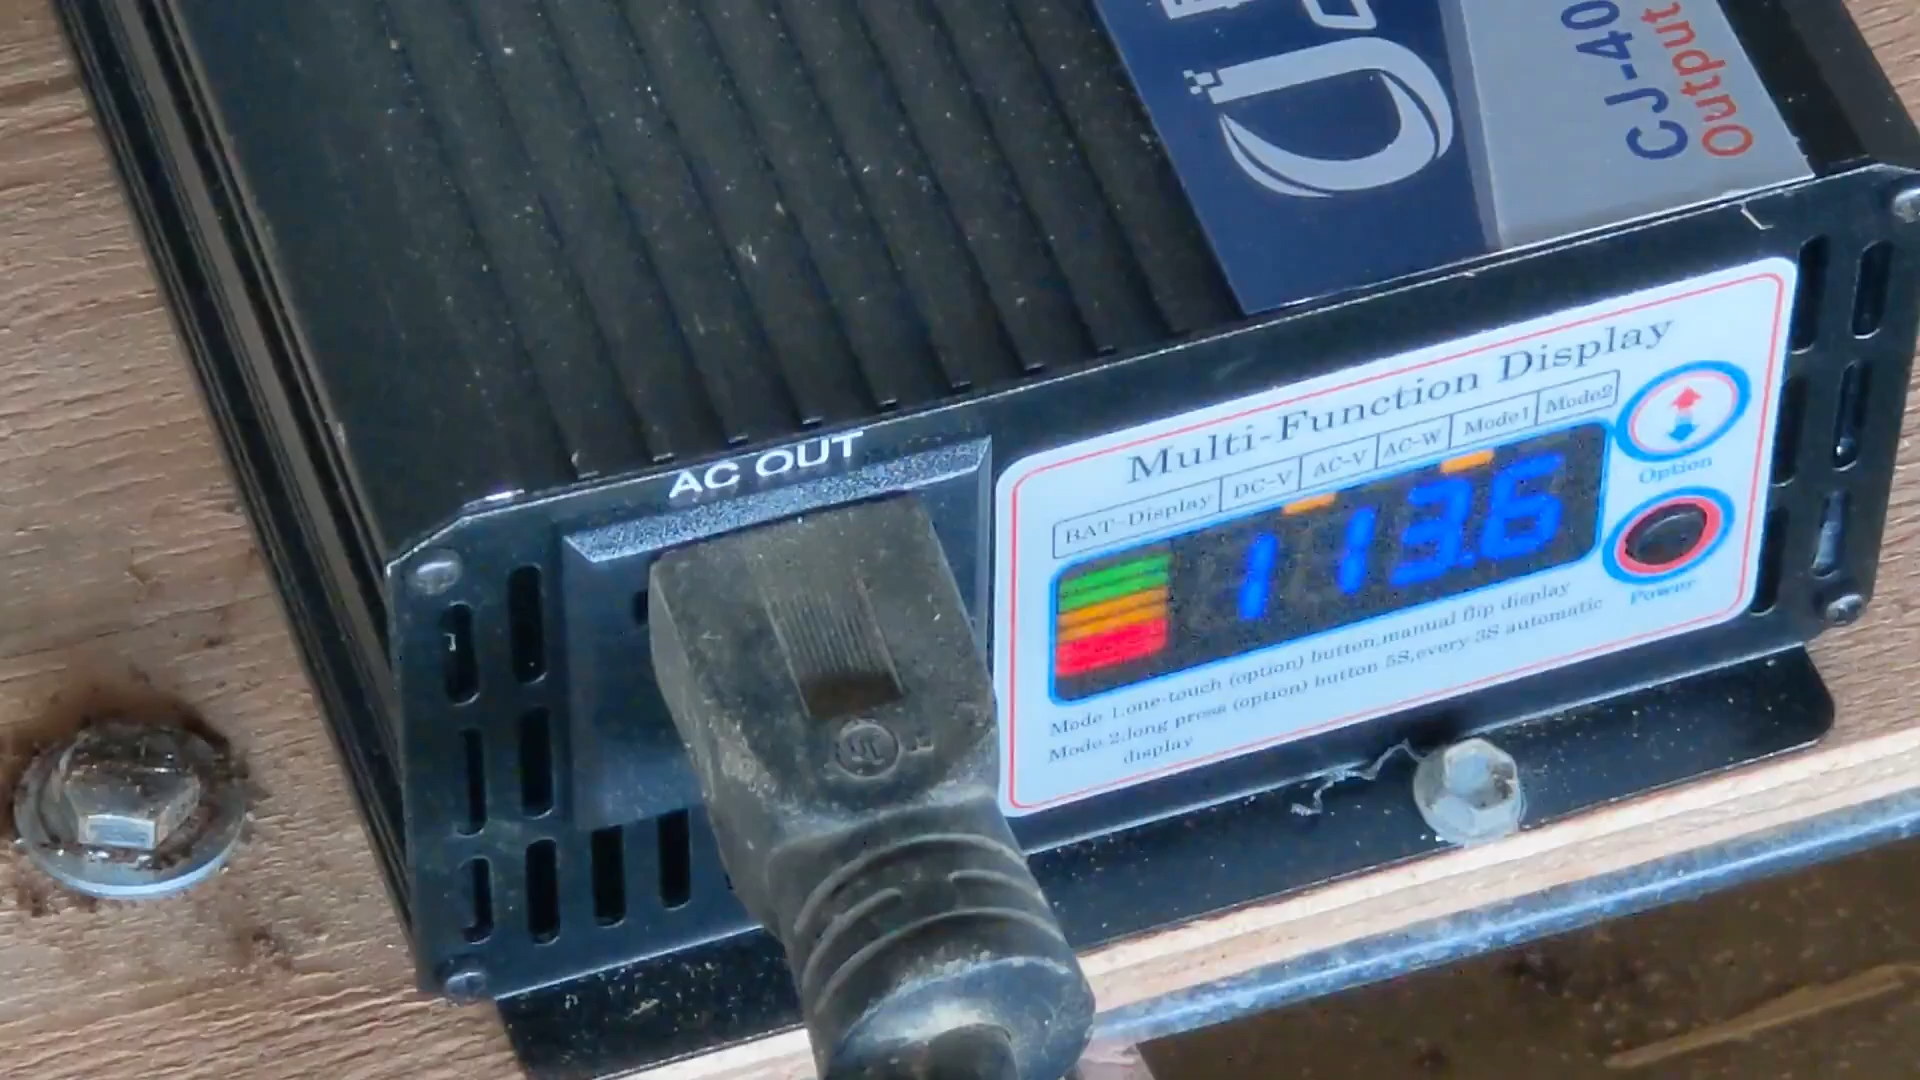 CJ-40
Output
AC OUT
Multi-Function Display
BAT-Display DC-V AC-V AC-W Mode1 Mode2
113.6
Option
Power
Mode 1.one-touch (option) button,manual flip display
Mode 2.long press (option) button 5S,every 3S automatic
display
UL